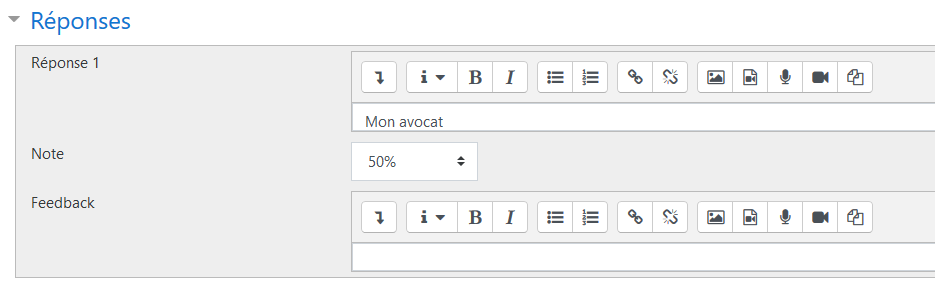 Réponses
Réponse 1
B I
Mon avocat
Note
50%
Feedback
B I